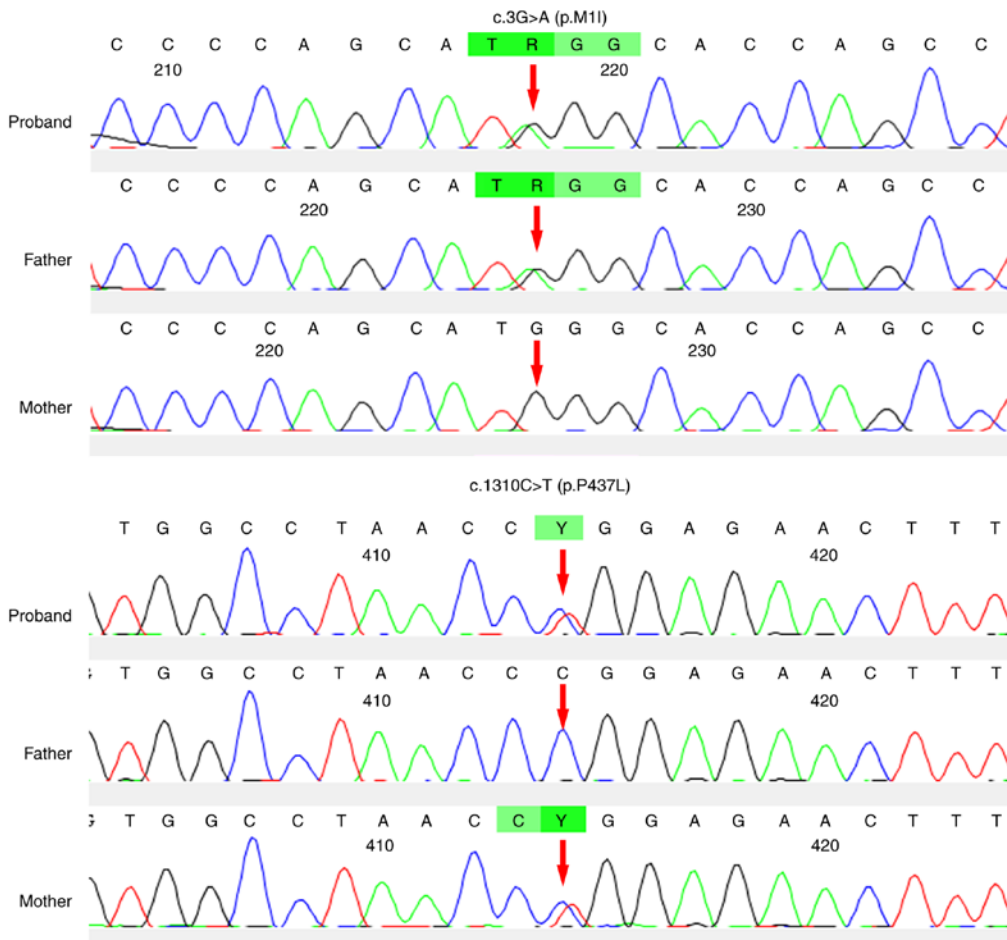 c.3G>A (p.M1I)
C C C C A G C A T R G G C A C C A G C C
210 220
Proband
C C C C A G C A T R G G C A C C A G C C
220 230
Father
C C C C A G C A T G G G C A C C A G C C
220 230
Mother
c.1310C>T (p.P437L)
T G G C C T A A C C Y G G A G A A C T T T
410 420
Proband
T G G C C T A A C C C G G A G A A C T T T
410 420
Father
T G G C C T A A C C Y G G A G A A C T T T
410 420
Mother